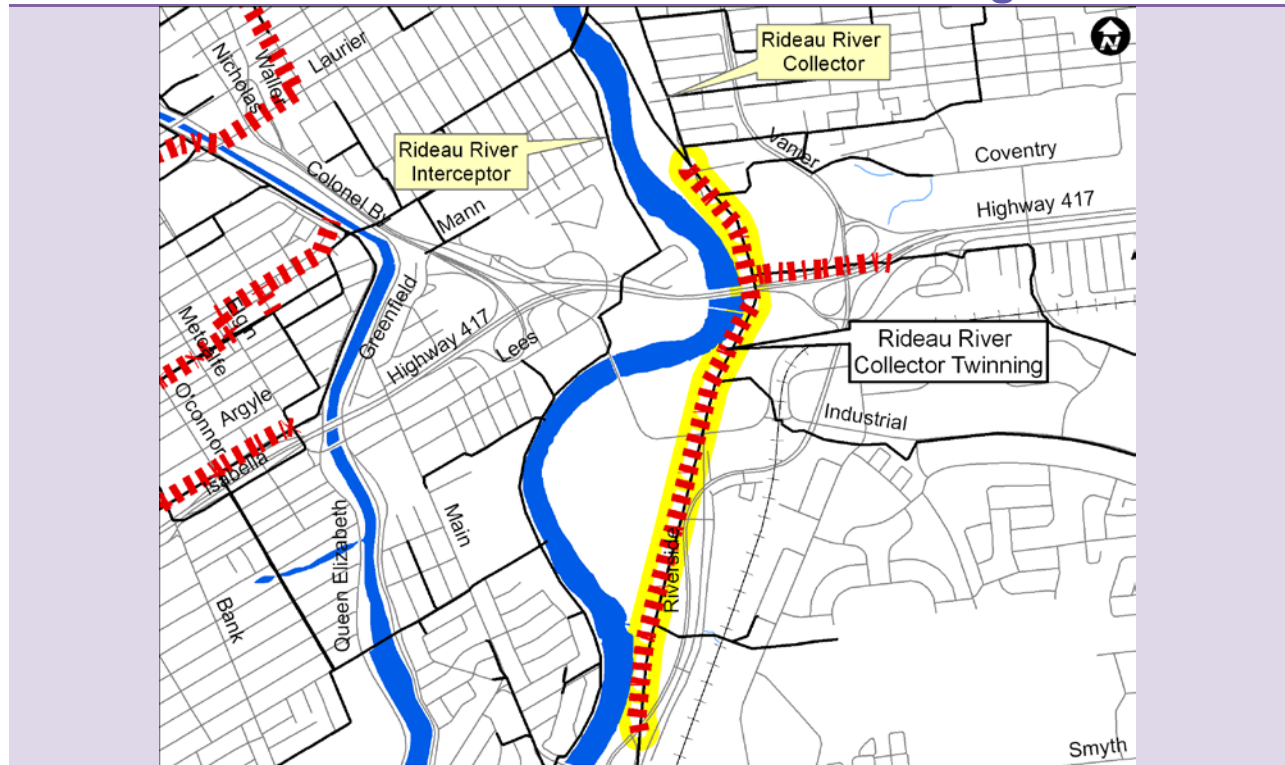 N
Rideau River
Collector
Laurier
Waller
Nicholas
Rideau River
Interceptor
Vanier
Coventry
Colonel By
Mann
Highway 417
Greenfield
Elgin
Metcalfe
Highway 417
Lees
Rideau River
Collector Twinning
O'connor
Argyle
Industrial
Isabella
Main
Queen Elizabeth
Riverside
Bank
Smyth